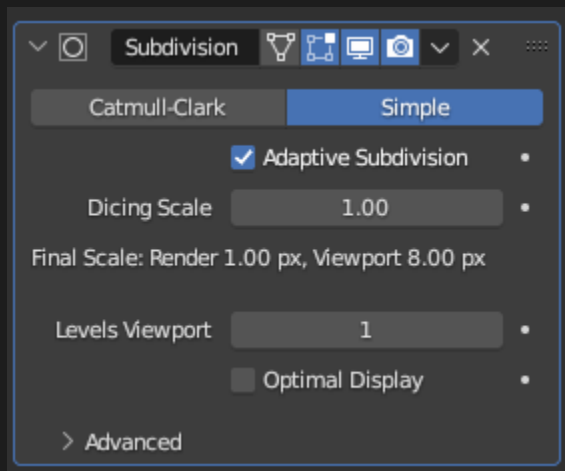 Subdivision
Catmull-Clark Simple
Adaptive Subdivision
Dicing Scale 1.00
Final Scale: Render 1.00 px, Viewport 8.00 px
Levels Viewport 1
Optimal Display
Advanced